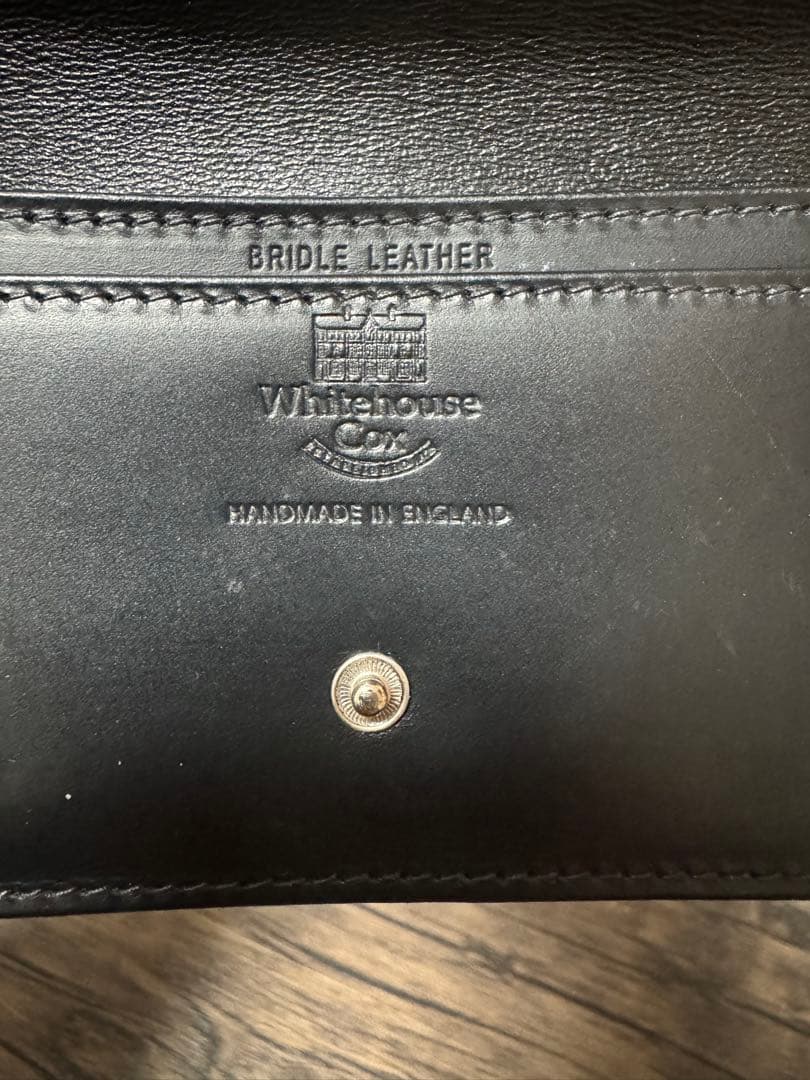 BRIDLE LEATHER
Whitehouse
Cox
HANDMADE IN ENGLAND